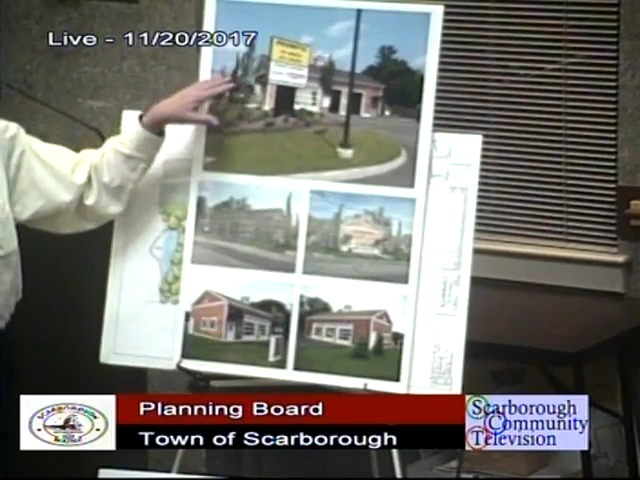 Live - 11/20/2017
Planning Board
Town of Scarborough
Scarborough
Community
Television